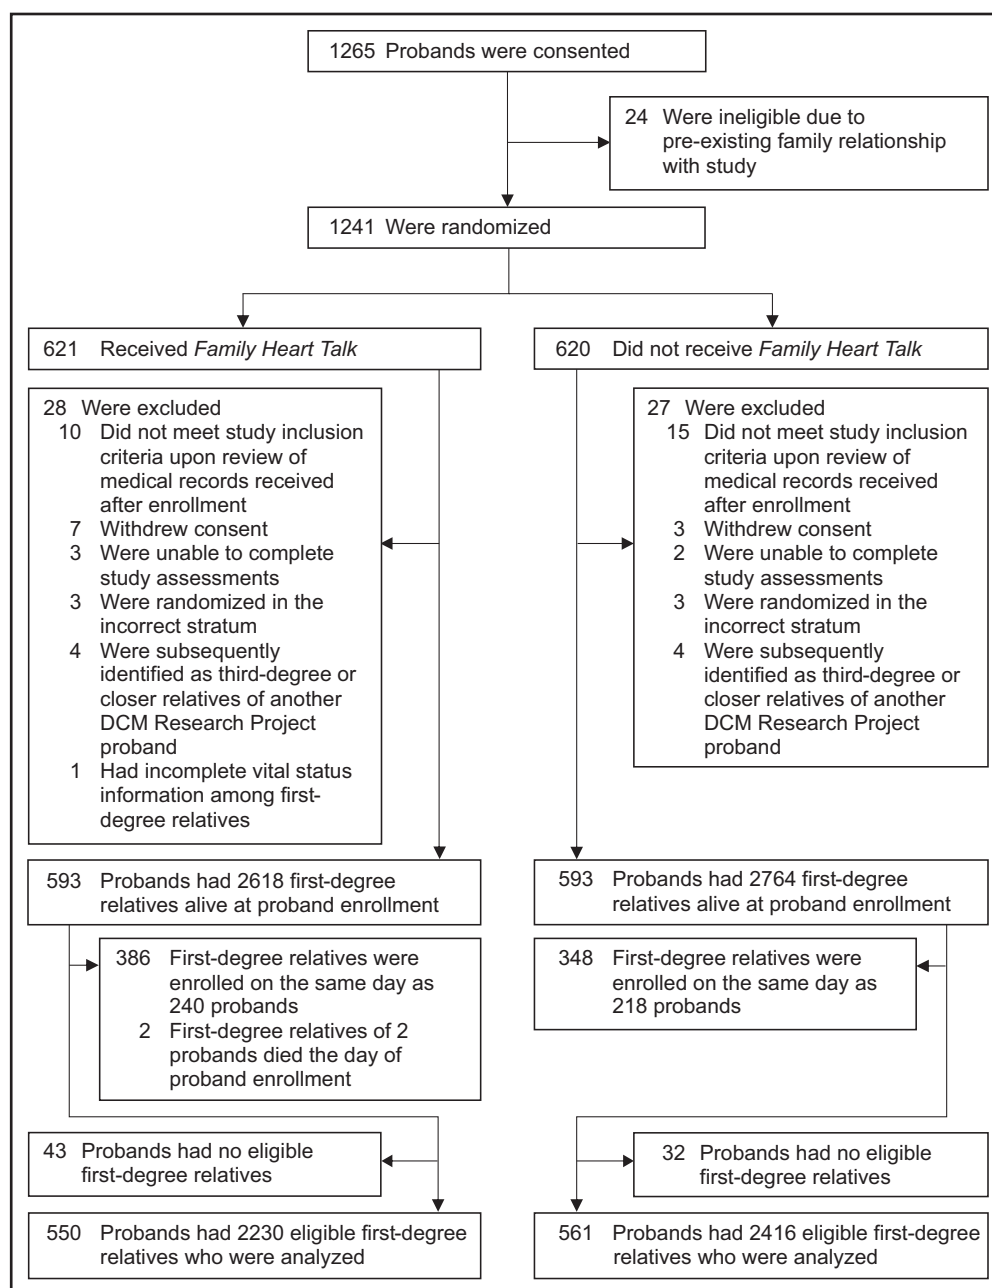 1265 Probands were consented
24 Were ineligible due to
pre-existing family relationship
with study
1241 Were randomized
621 Received Family Heart Talk
620 Did not receive Family Heart Talk
28 Were excluded
10 Did not meet study inclusion
criteria upon review of
medical records received
after enrollment
7 Withdrew consent
3 Were unable to complete
study assessments
3 Were randomized in the
incorrect stratum
4 Were subsequently
identified as third-degree or
closer relatives of another
DCM Research Project
proband
1 Had incomplete vital status
information among first-
degree relatives
27 Were excluded
15 Did not meet study inclusion
criteria upon review of
medical records received
after enrollment
3 Withdrew consent
2 Were unable to complete
study assessments
3 Were randomized in the
incorrect stratum
4 Were subsequently
identified as third-degree or
closer relatives of another
DCM Research Project
proband
593 Probands had 2618 first-degree
relatives alive at proband enrollment
593 Probands had 2764 first-degree
relatives alive at proband enrollment
386 First-degree relatives were
enrolled on the same day as
240 probands
2 First-degree relatives of 2
probands died the day of
proband enrollment
348 First-degree relatives were
enrolled on the same day as
218 probands
43 Probands had no eligible
first-degree relatives
32 Probands had no eligible
first-degree relatives
550 Probands had 2230 eligible first-degree
relatives who were analyzed
561 Probands had 2416 eligible first-degree
relatives who were analyzed